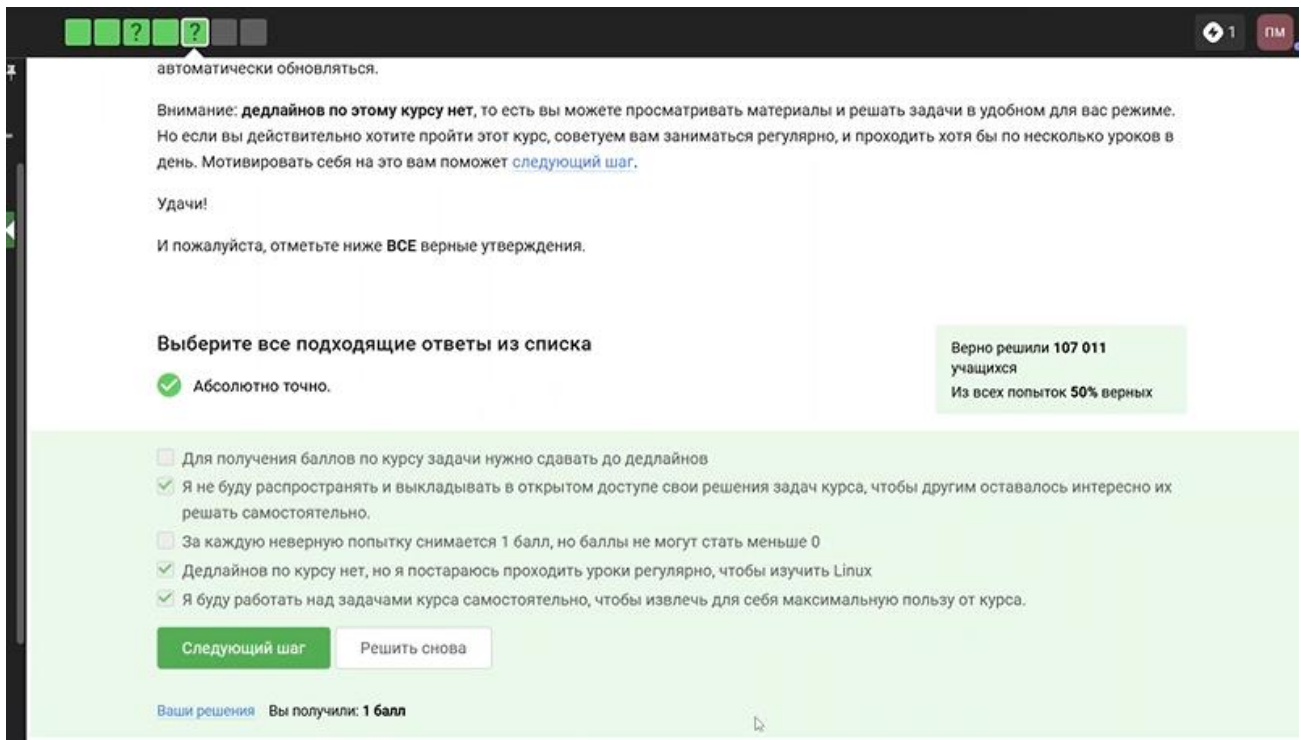 ? ?
1 ПМ
автоматически обновляться.
Внимание: дедлайнов по этому курсу нет, то есть вы можете просматривать материалы и решать задачи в удобном для вас режиме.
Но если вы действительно хотите пройти этот курс, советуем вам заниматься регулярно, и проходить хотя бы по несколько уроков в
день. Мотивировать себя на это вам поможет следующий шаг.
Удачи!
И пожалуйста, отметьте ниже ВСЕ верные утверждения.
Выберите все подходящие ответы из списка
Абсолютно точно.
Верно решили 107 011
учащихся
Из всех попыток 50% верных
Для получения баллов по курсу задачи нужно сдавать до дедлайнов
Я не буду распространять и выкладывать в открытом доступе свои решения задач курса, чтобы другим оставалось интересно их
решать самостоятельно.
За каждую неверную попытку снимается 1 балл, но баллы не могут стать меньше 0
Дедлайнов по курсу нет, но я постараюсь проходить уроки регулярно, чтобы изучить Linux
Я буду работать над задачами курса самостоятельно, чтобы извлечь для себя максимальную пользу от курса.
Следующий шаг Решить снова
Ваши решения Вы получили: 1 балл